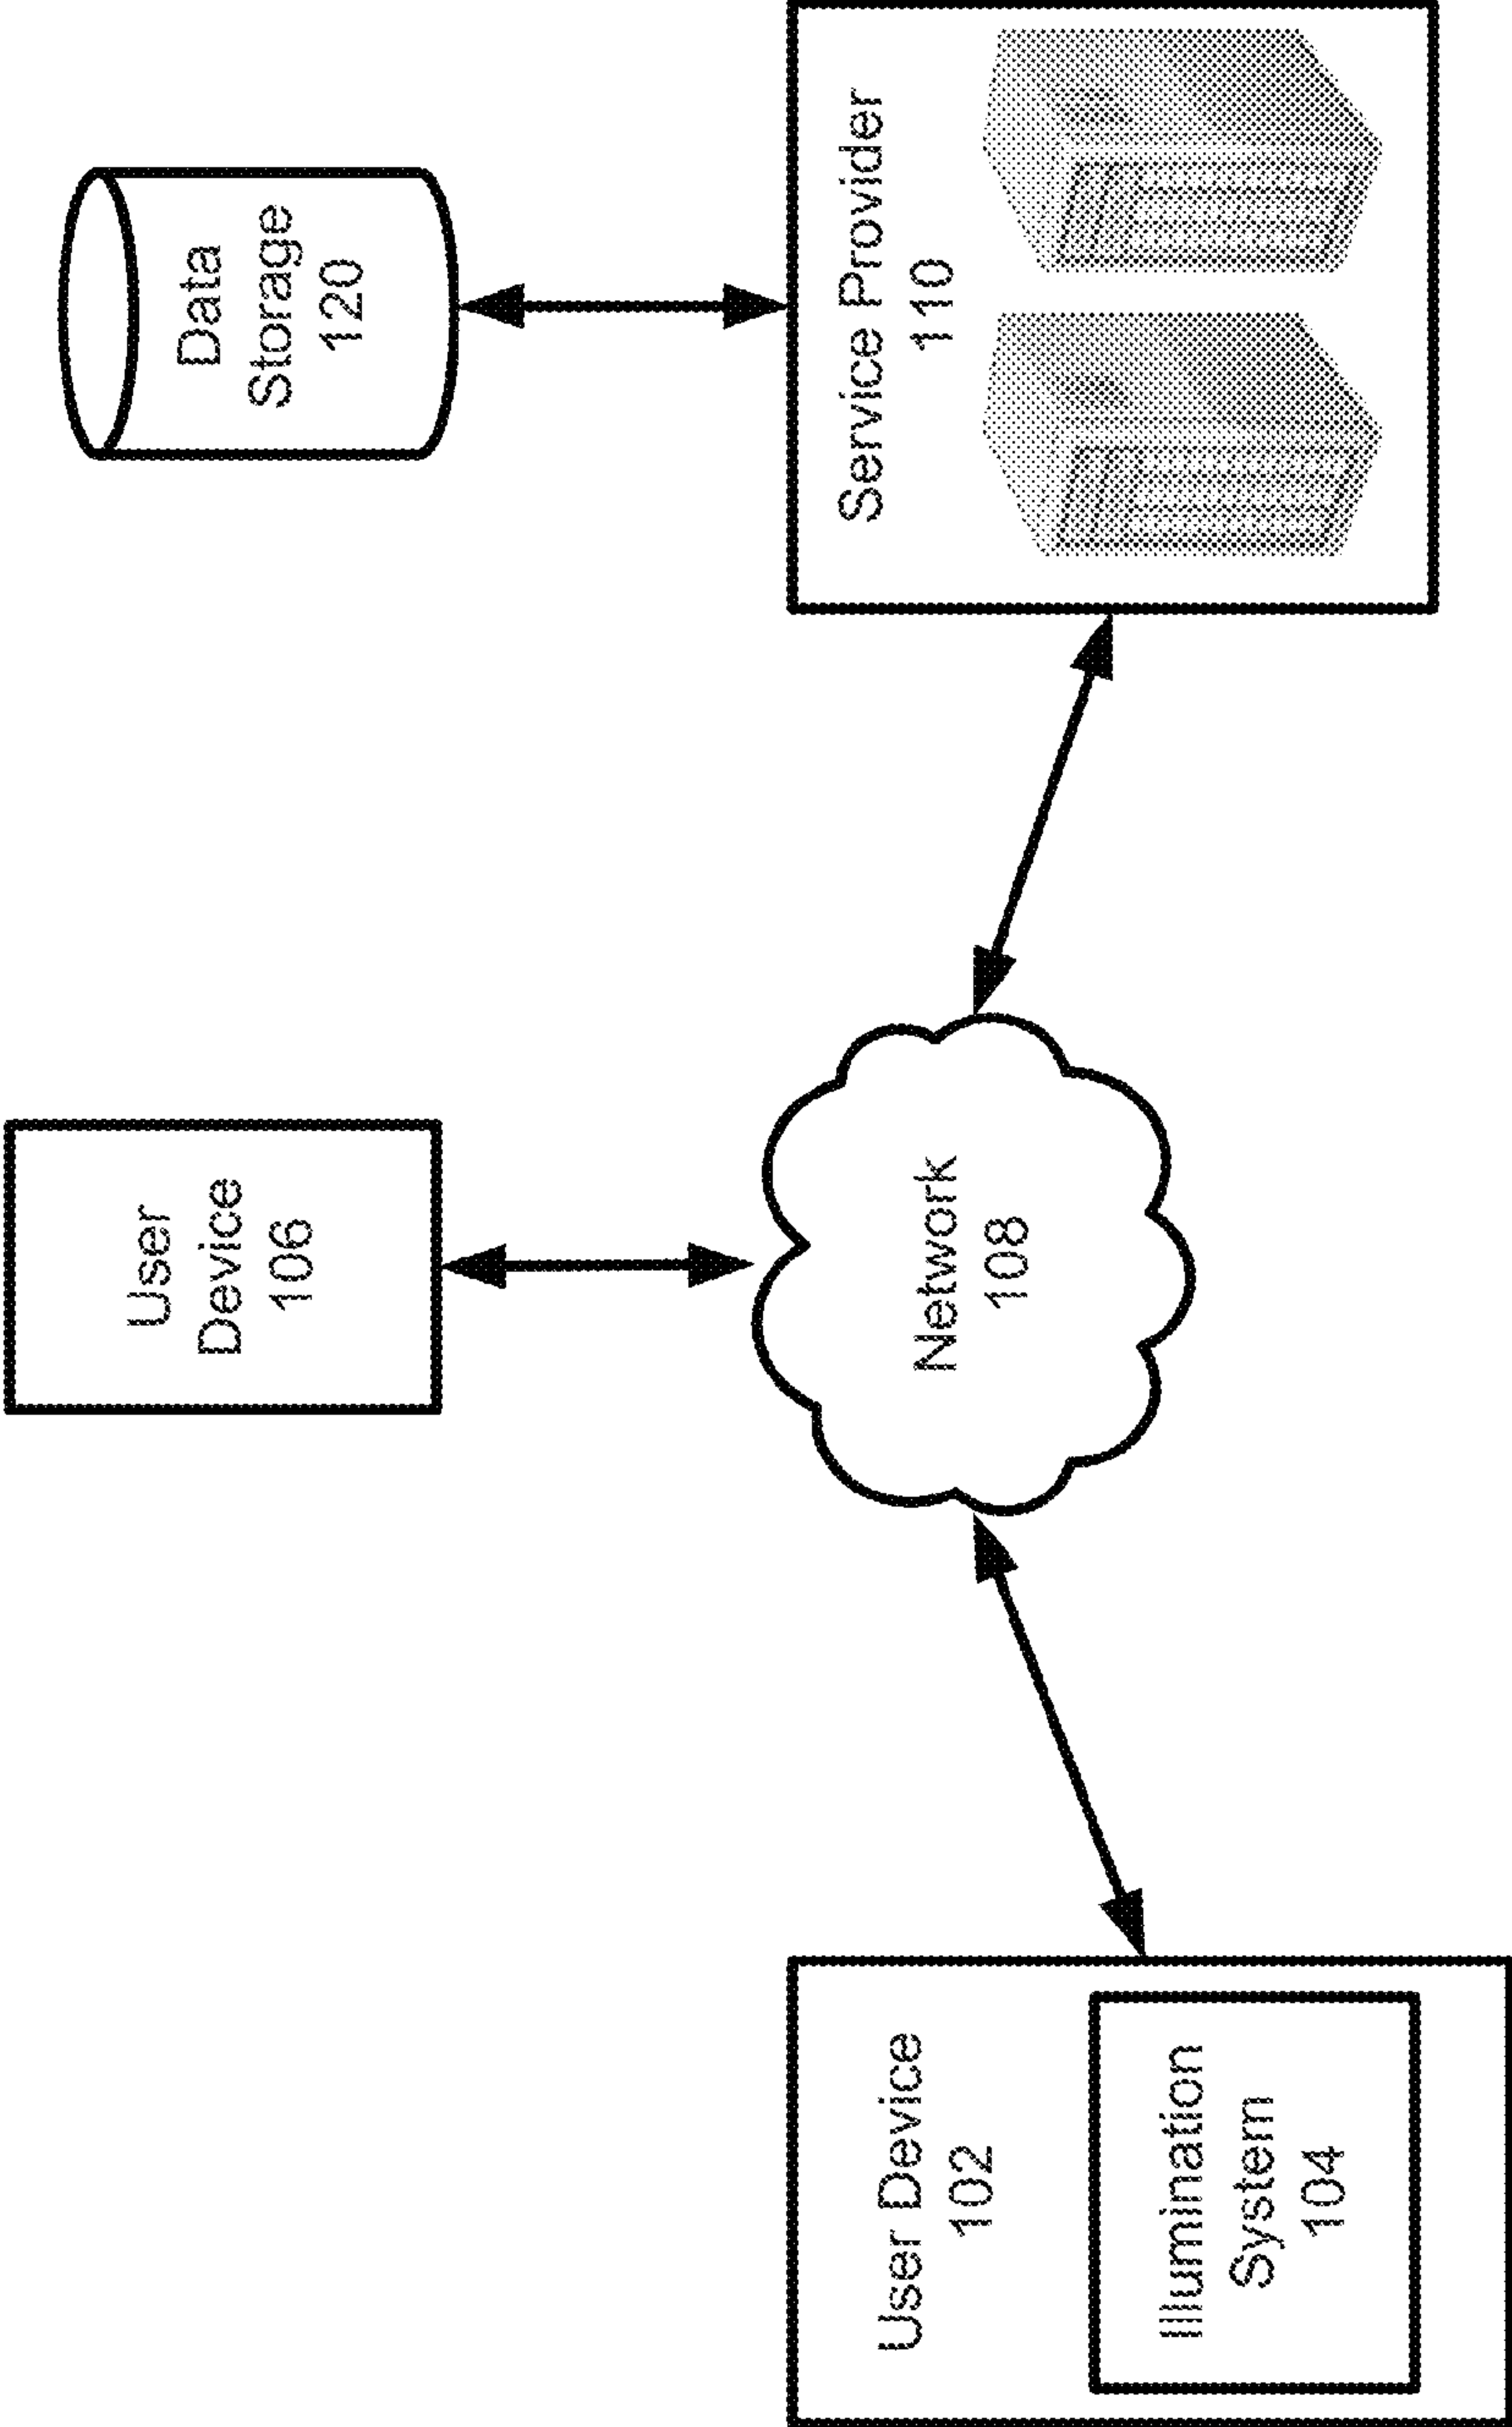 User Device
102
Illumination
System
104
User
Device
106
Network
108
Data
Storage
120
Service Provider
110